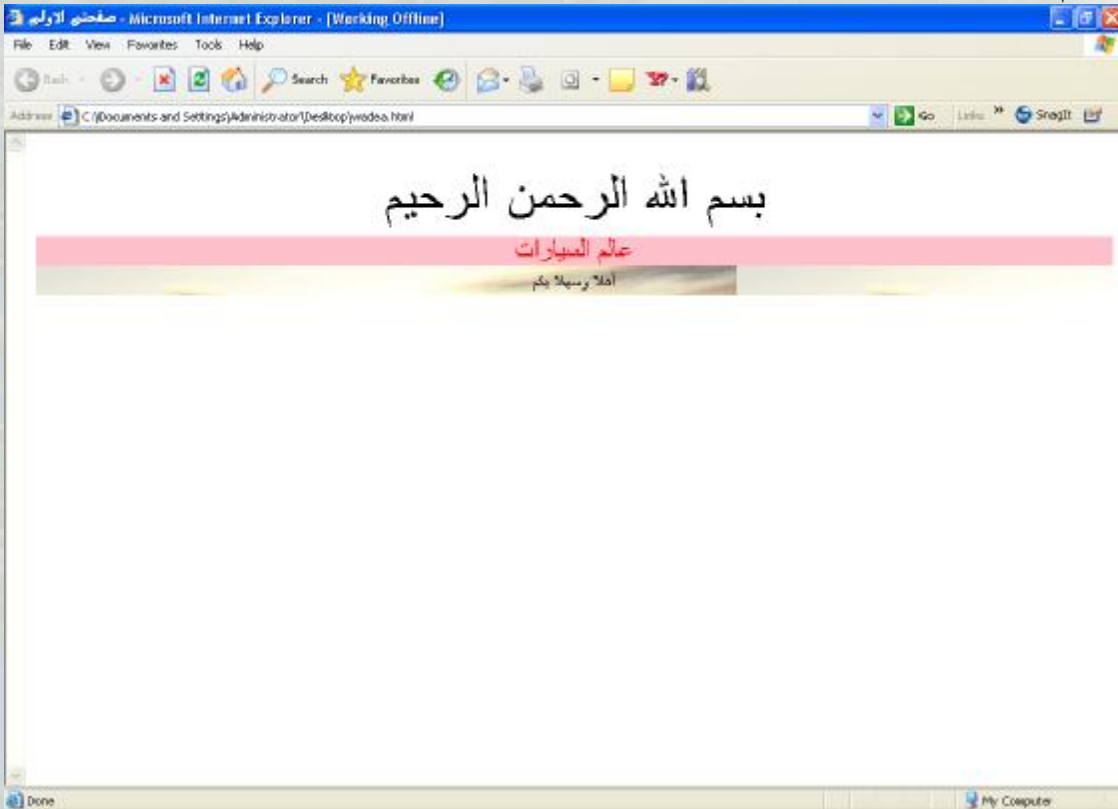 صفحتي الاولى - Microsoft Internet Explorer - [Working Offline]
File Edit View Favorites Tools Help
Back Search Favorites
Address C:\Documents and Settings\Administrator\Desktop\wadea.html Go Links » SnagIt
بسم الله الرحمن الرحيم
عالم السيارات
أهلا وسهلا بكم
Done My Computer